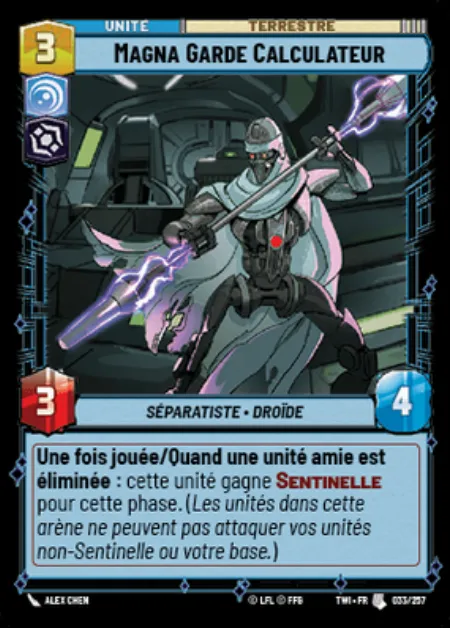 UNITÉ
TERRESTRE
3
MAGNA GARDE CALCULATEUR
3
SÉPARATISTE • DROÏDE
4
Une fois jouée/Quand une unité amie est
éliminée : cette unité gagne SENTINELLE
pour cette phase. (Les unités dans cette
arène ne peuvent pas attaquer vos unités
non-Sentinelle ou votre base.)
ALEX CHEN
© LFL © FFG
TWI • FR
033/257